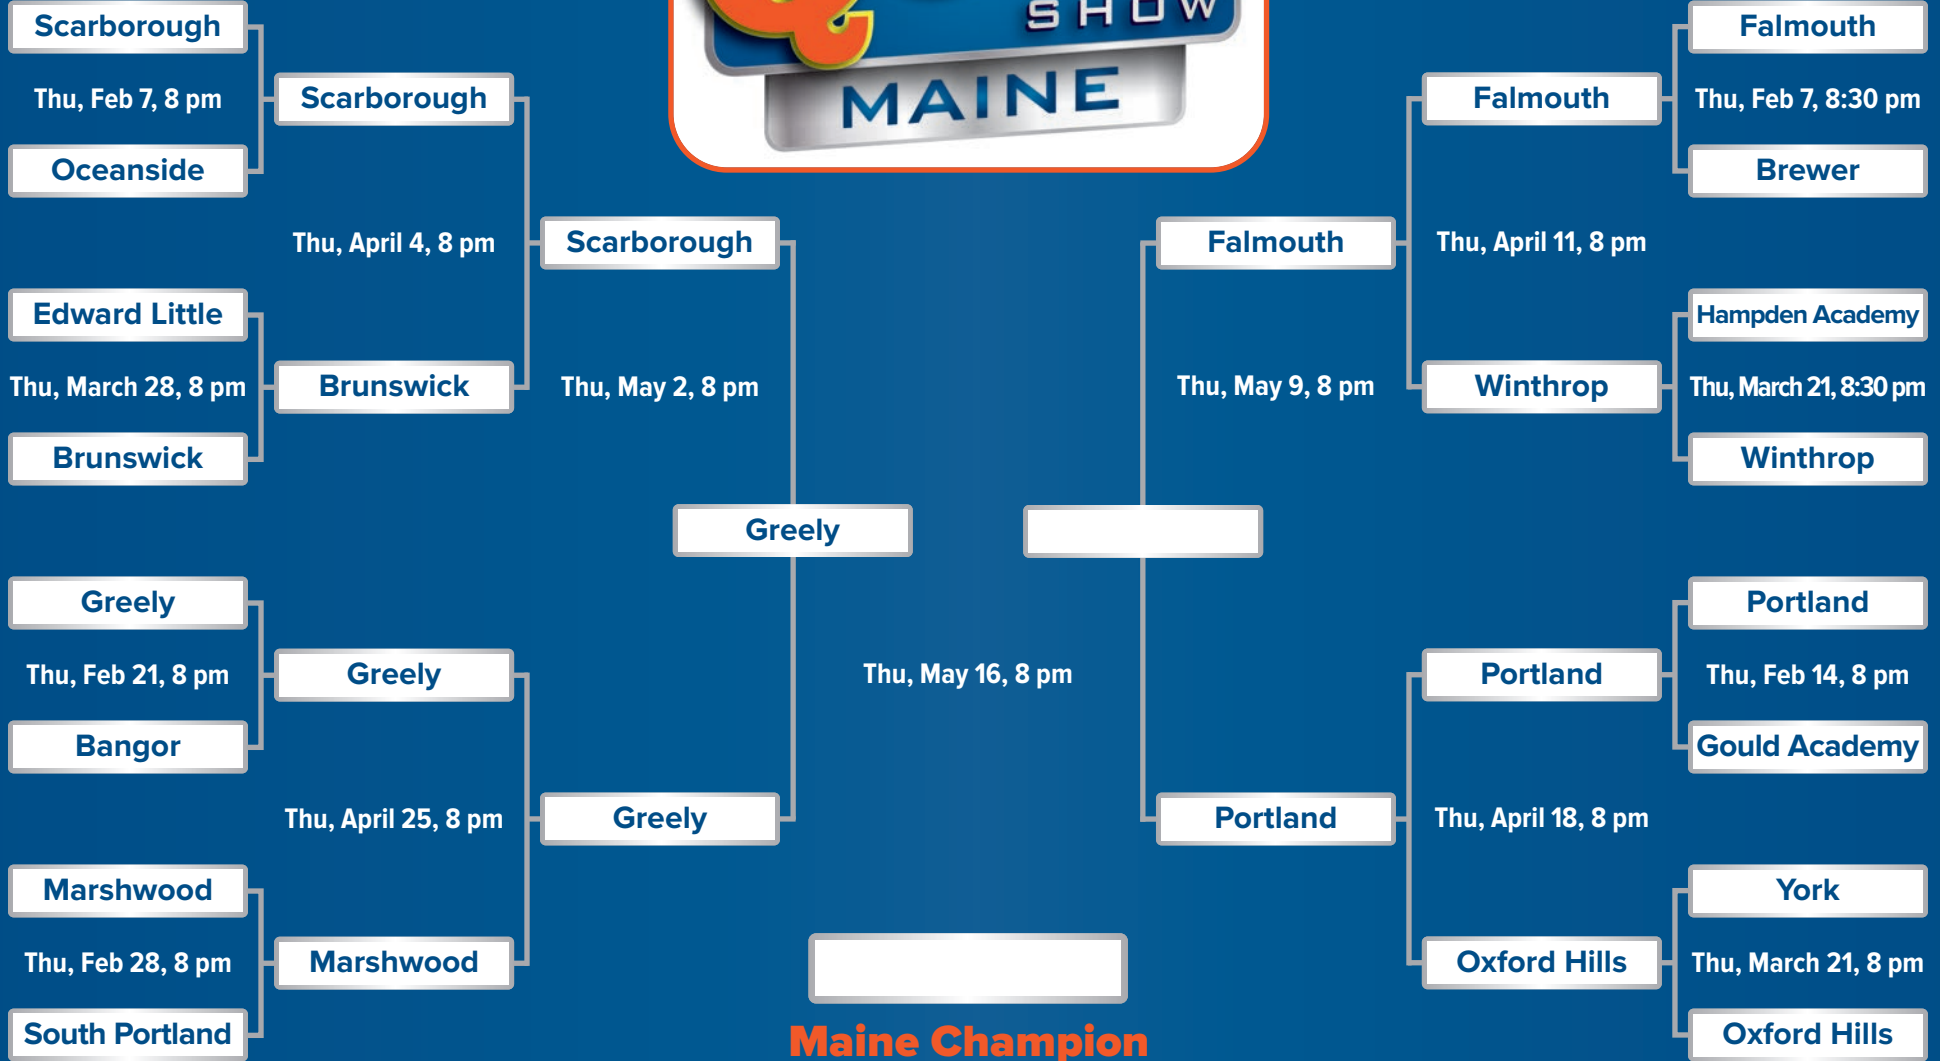 SHOW
MAINE
Scarborough
Thu, Feb 7, 8 pm
Oceanside
Scarborough
Thu, April 4, 8 pm
Edward Little
Thu, March 28, 8 pm
Brunswick
Brunswick
Scarborough
Thu, May 2, 8 pm
Greely
Greely
Thu, Feb 21, 8 pm
Bangor
Greely
Thu, April 25, 8 pm
Marshwood
Thu, Feb 28, 8 pm
South Portland
Marshwood
Greely
Thu, May 16, 8 pm
Falmouth
Thu, Feb 7, 8:30 pm
Brewer
Falmouth
Thu, April 11, 8 pm
Hampden Academy
Thu, March 21, 8:30 pm
Winthrop
Winthrop
Falmouth
Thu, May 9, 8 pm
Portland
Thu, Feb 14, 8 pm
Gould Academy
Portland
Thu, April 18, 8 pm
York
Thu, March 21, 8 pm
Oxford Hills
Oxford Hills
Portland
Maine Champion